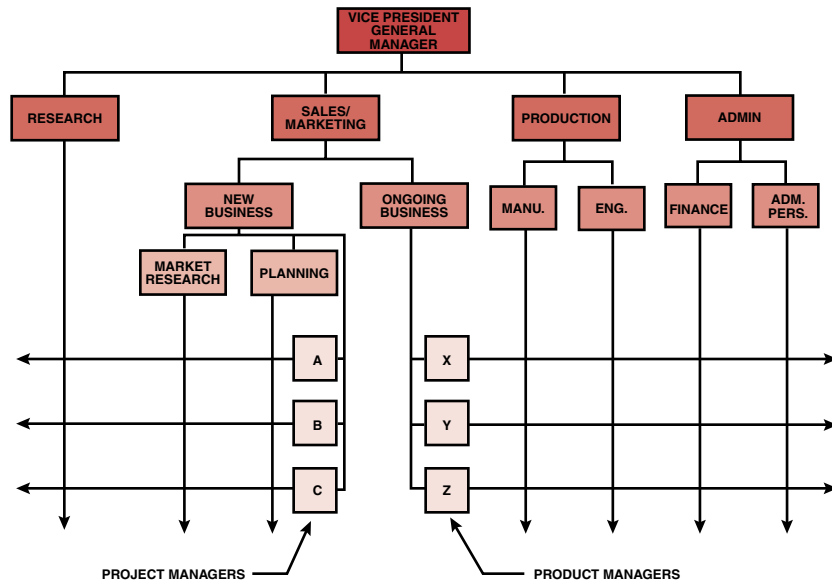 VICE PRESIDENT
GENERAL
MANAGER
RESEARCH
SALES/
MARKETING
PRODUCTION
ADMIN
NEW
BUSINESS
ONGOING
BUSINESS
MANU.
ENG.
FINANCE
ADM.
PERS.
MARKET
RESEARCH
PLANNING
A
X
B
Y
C
Z
PROJECT MANAGERS
PRODUCT MANAGERS